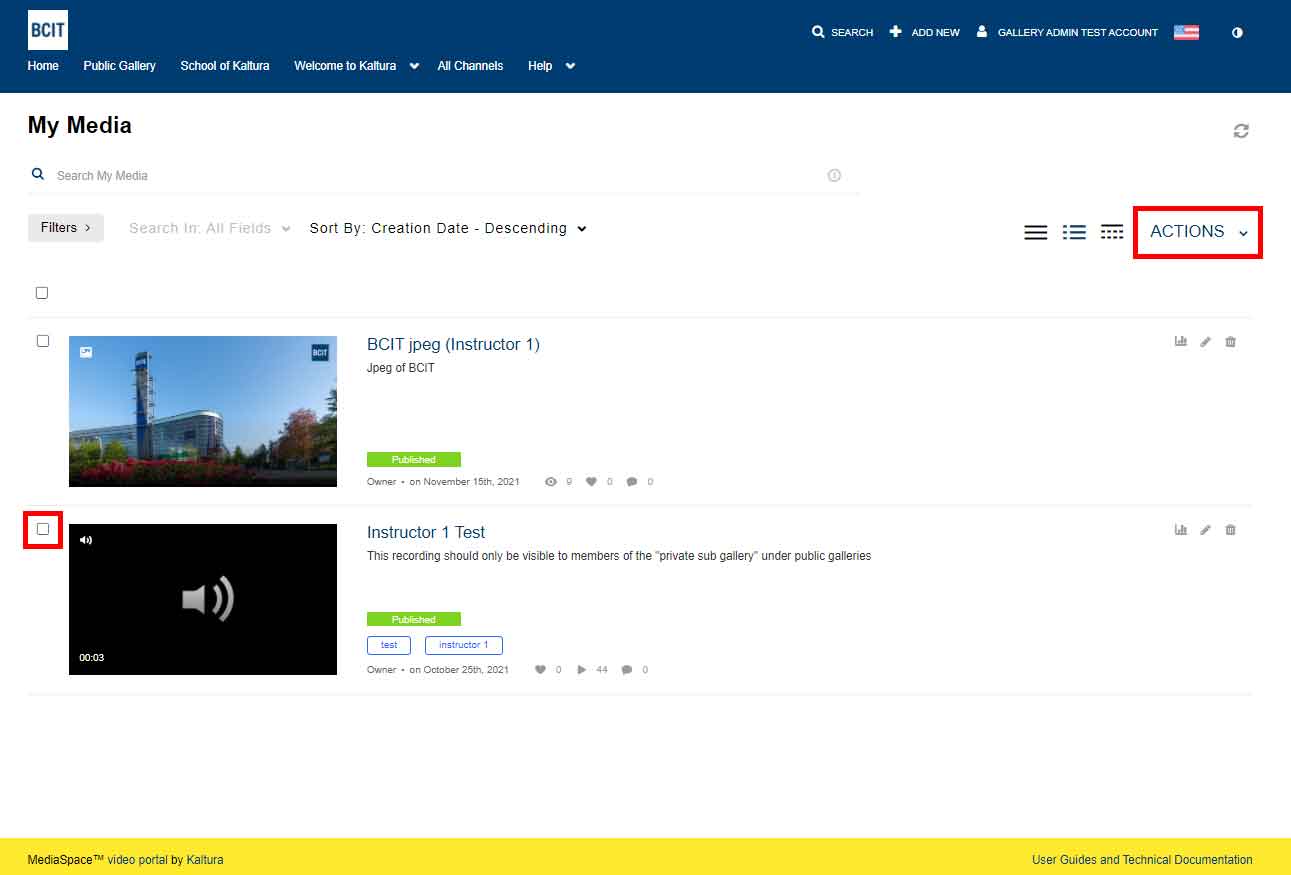 BCIT
SEARCH ADD NEW GALLERY ADMIN TEST ACCOUNT
Home Public Gallery School of Kaltura Welcome to Kaltura All Channels Help
My Media
Search My Media
Filters Search In: All Fields Sort By: Creation Date - Descending
ACTIONS
BCIT
BCIT jpeg (Instructor 1)
Jpeg of BCIT
Published
Owner • on November 15th, 2021 9 0 0
Instructor 1 Test
This recording should only be visible to members of the "private sub gallery" under public galleries
Published
test instructor 1
00:03
Owner • on October 25th, 2021 0 44 0
MediaSpace™ video portal by Kaltura
User Guides and Technical Documentation